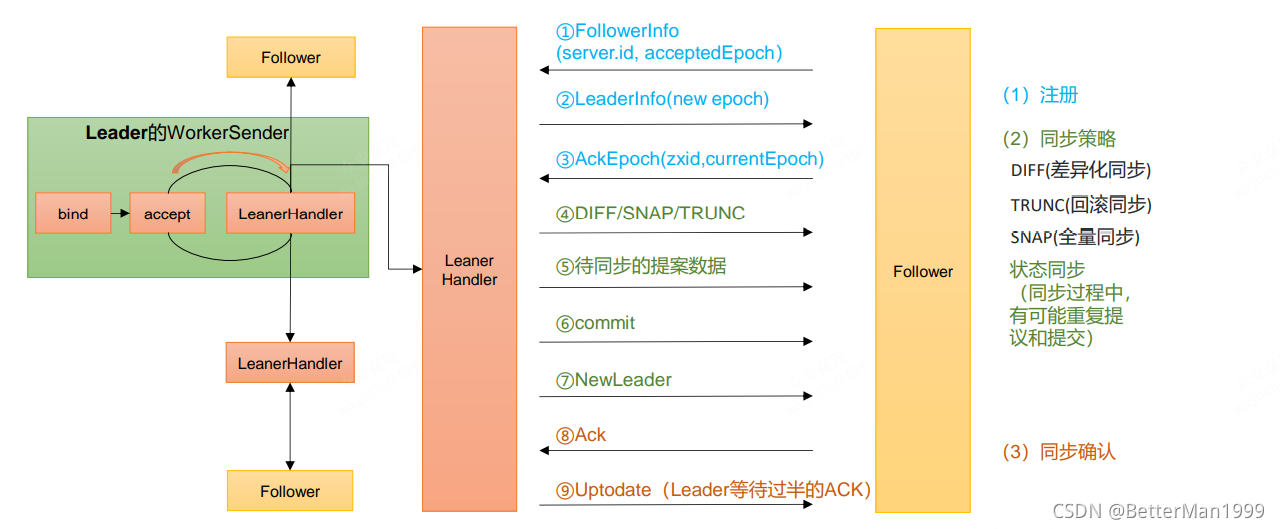 Follower
Leader的WorkerSender
bind
accept
LeanerHandler
LeanerHandler
Follower
Leaner
Handler
①FollowerInfo
(server.id, acceptedEpoch）
②LeaderInfo(new epoch)
③AckEpoch(zxid,currentEpoch)
④DIFF/SNAP/TRUNC
⑤待同步的提案数据
⑥commit
⑦NewLeader
⑧Ack
⑨Uptodate（Leader等待过半的ACK）
Follower
（1）注册
（2）同步策略
DIFF(差异化同步)
TRUNC(回滚同步)
SNAP(全量同步)
状态同步
（同步过程中，
有可能重复提
议和提交）
（3）同步确认
CSDN @BetterMan1999